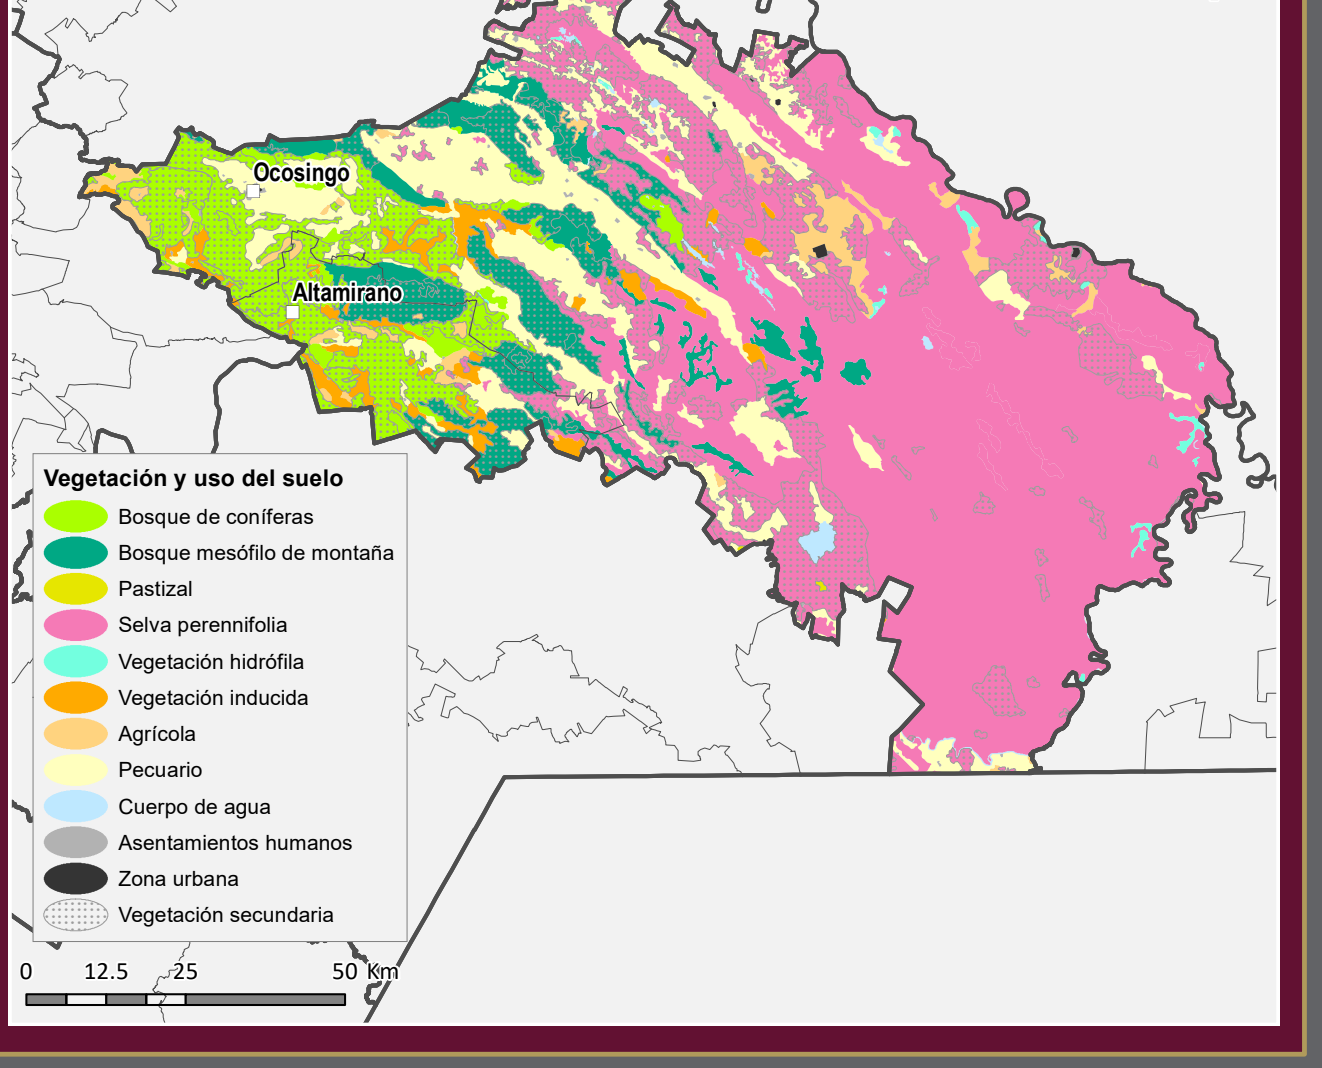 Ocosingo
Altamirano
Vegetación y uso del suelo
Bosque de coníferas
Bosque mesófilo de montaña
Pastizal
Selva perennifolia
Vegetación hidrófila
Vegetación inducida
Agrícola
Pecuario
Cuerpo de agua
Asentamientos humanos
Zona urbana
Vegetación secundaria
0 12.5 25 50 Km